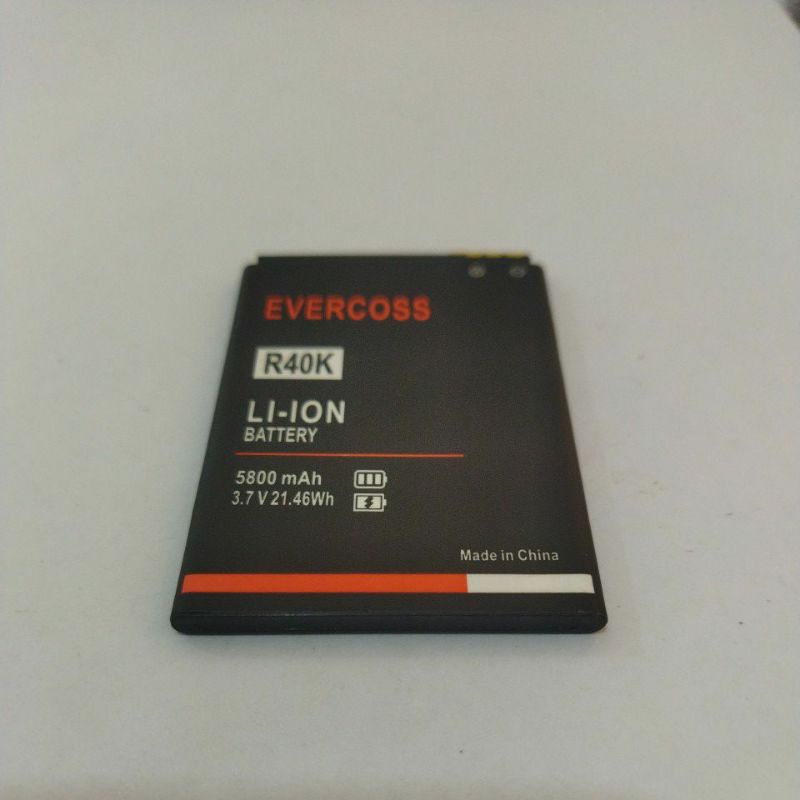 EVERCOSS
R40K
LI-ION
BATTERY
5800 mAh
3.7 V 21.46Wh
Made in China